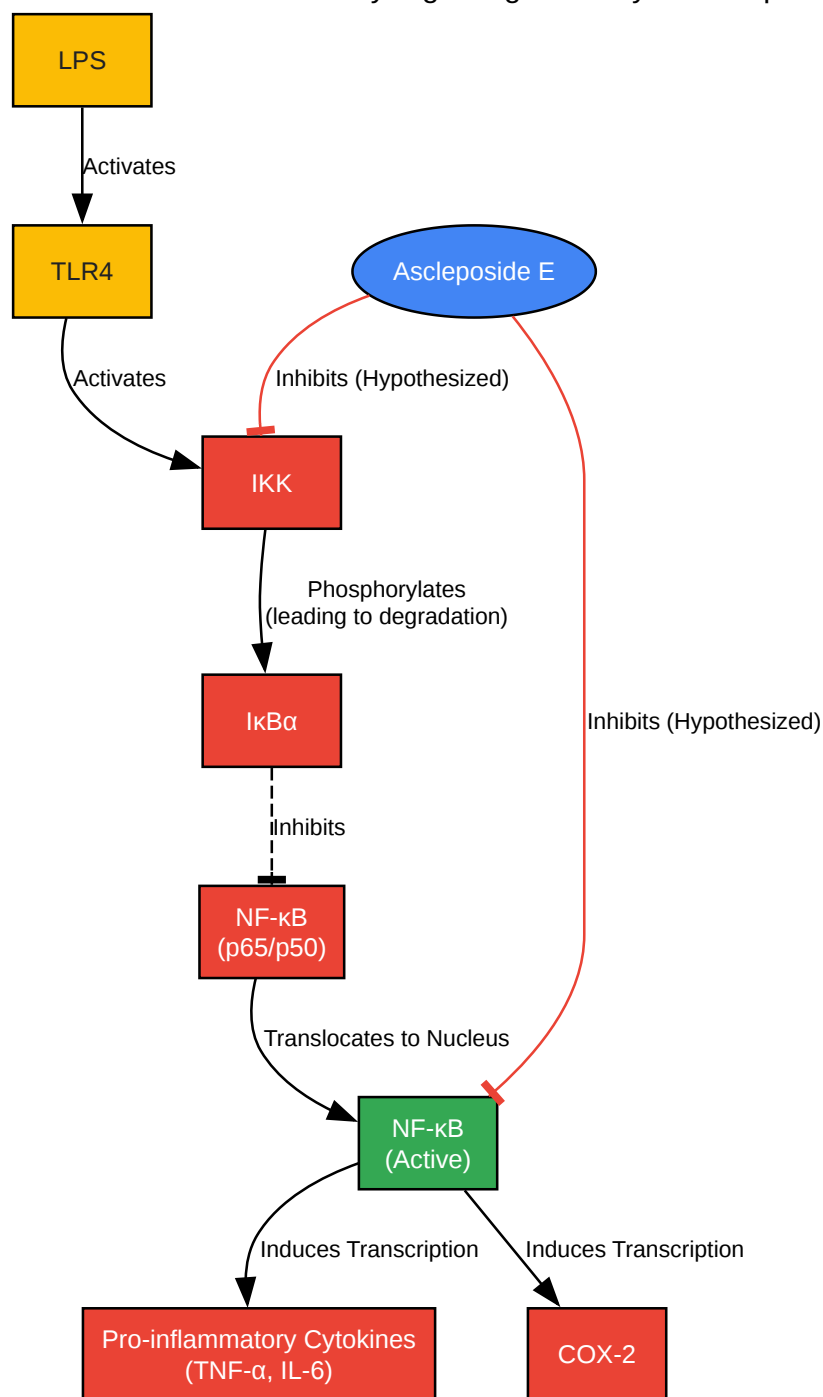 LPS
Activates
TLR4
Ascleposide E
Activates
Inhibits (Hypothesized)
IKK
Phosphorylates
(leading to degradation)
IκBα
Inhibits (Hypothesized)
Inhibits
NF-κB
(p65/p50)
Translocates to Nucleus
NF-κB
(Active)
Induces Transcription
Induces Transcription
Pro-inflammatory Cytokines
(TNF-α, IL-6)
COX-2